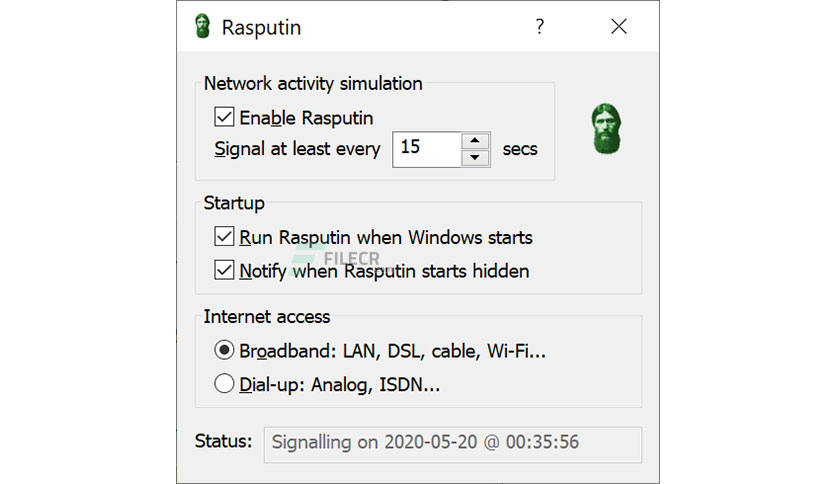 Rasputin
?
Network activity simulation
Enable Rasputin
Signal at least every 15 secs
Startup
Run Rasputin when Windows starts
FILECR
Notify when Rasputin starts hidden
Internet access
Broadband: LAN, DSL, cable, Wi-Fi...
Dial-up: Analog, ISDN...
Status: Signalling on 2020-05-20 @ 00:35:56